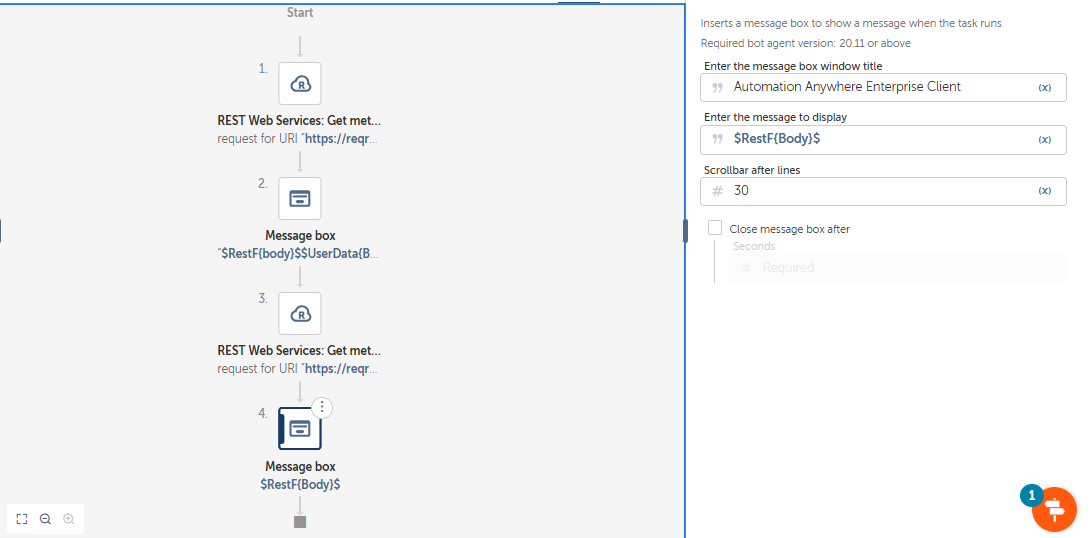 Start
1.
REST Web Services: Get met...
request for URI "https://reqr...
2.
Message box
"$RestF{body}$$UserData{B...
3.
REST Web Services: Get met...
request for URI "https://reqr...
4.
Message box
$RestF{Body}$
Inserts a message box to show a message when the task runs
Required bot agent version: 20.11 or above
Enter the message box window title
Automation Anywhere Enterprise Client
(x)
Enter the message to display
$RestF{Body}$
(x)
Scrollbar after lines
# 30
(x)
Close message box after
Seconds
# Required
1